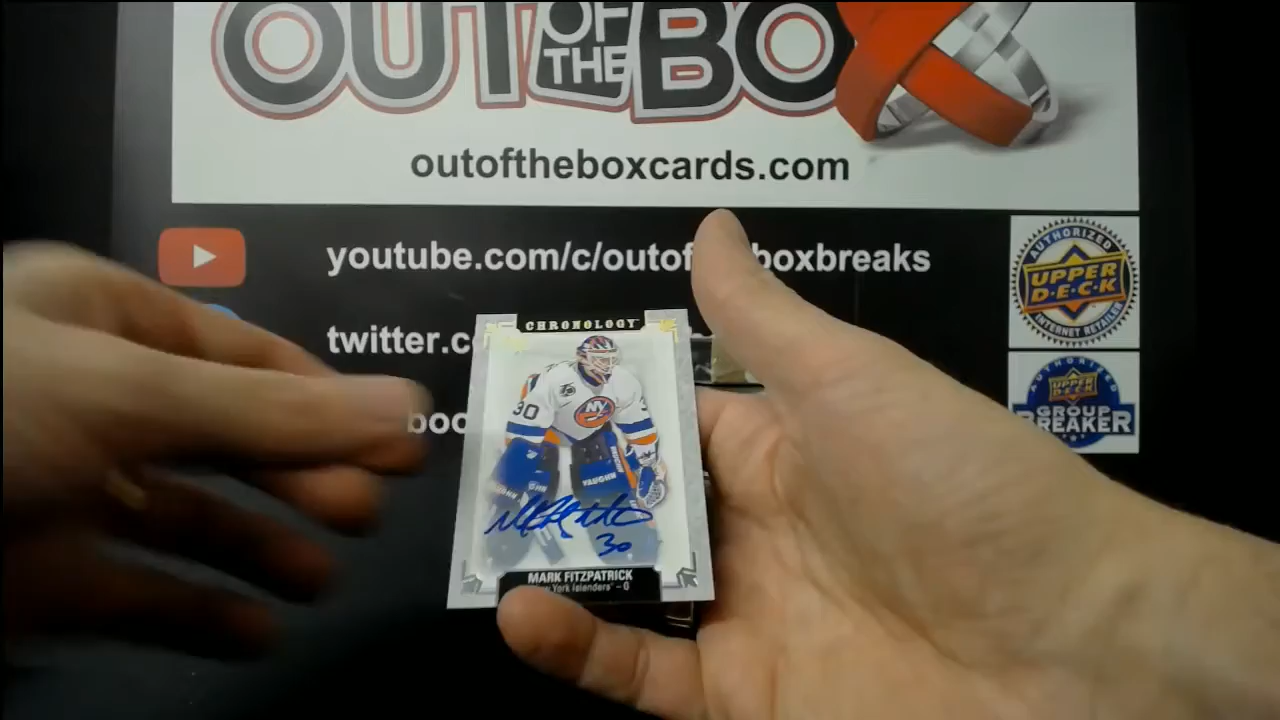 OUT OF THE BOX
outoftheboxcards.com
youtube.com/c/outof boxbreaks
twitter.c
boo
AUTHORIZED
UPPER
D·E·C·K
INTERNET RETAILER
AUTHORIZED
UPPER
DECK
GROUP
BREAKER
CHRONOLOGY
30
NY
VAUGHN
VAUGHN
30
MARK FITZPATRICK
New York Islanders - G